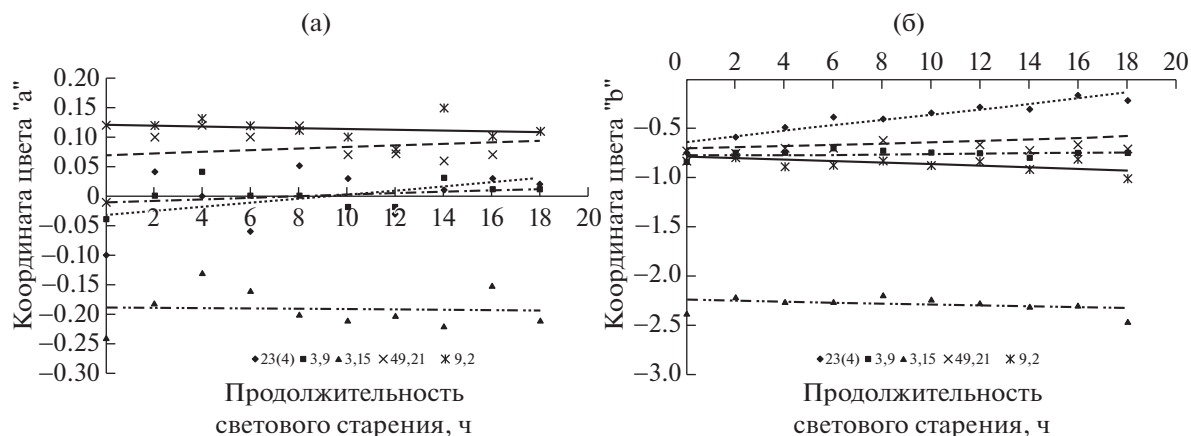 (а)
Координата цвета "a"
0.20
0.15
0.10
0.05
0
−0.05
−0.10
−0.15
−0.20
−0.25
−0.30
2 4 6 8 10 12 14 16 18 20
23(4) 3,9 3,15 49,21 9,2
Продолжительность
светового старения, ч
(б)
Координата цвета "b"
0 2 4 6 8 10 12 14 16 18 20
−0.5
−1.0
−1.5
−2.0
−2.5
−3.0
23(4) 3,9 3,15 49,21 9,2
Продолжительность
светового старения, ч